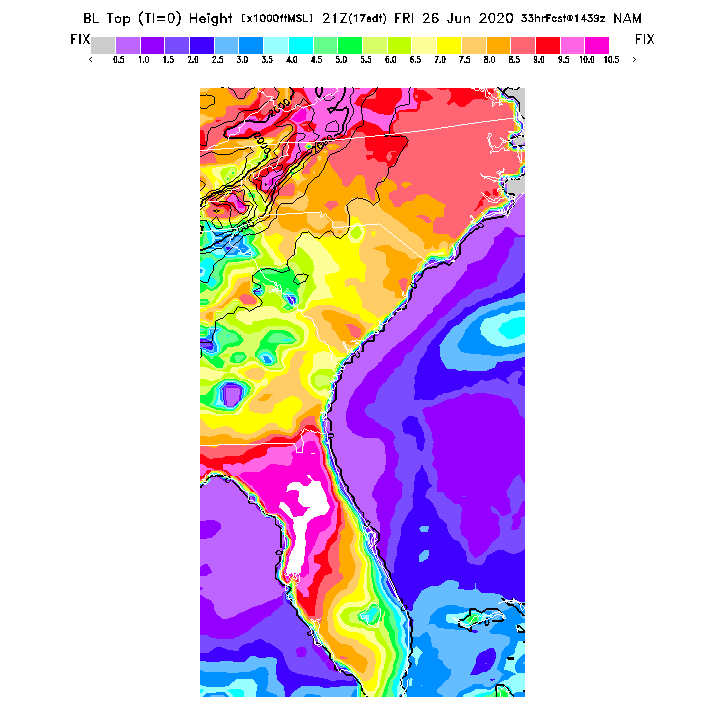 BL Top (TI=0) Height [x1000ftMSL] 21Z(17edt) FRI 26 Jun 2020 33hrFcst@1439z NAM
FIX FIX
< 0.5 1.0 1.5 2.0 2.5 3.0 3.5 4.0 4.5 5.0 5.5 6.0 6.5 7.0 7.5 8.0 8.5 9.0 9.5 10.0 10.5 >
2000
2000